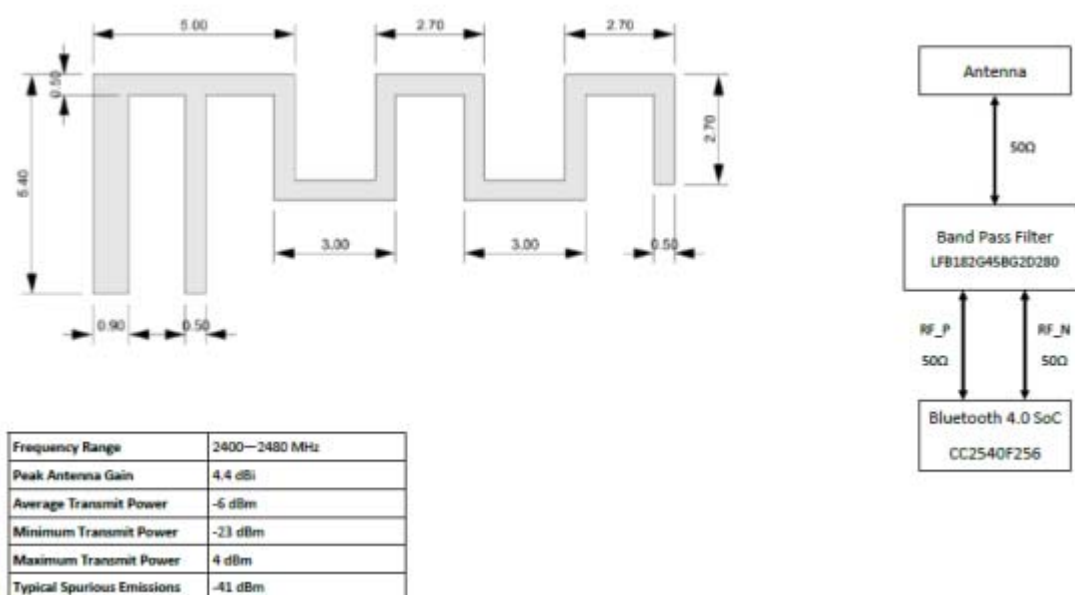 5.00
2.70
2.70
0.50
5.40
2.70
3.00
3.00
0.50
0.90
0.50
Antenna
50Ω
Band Pass Filter
LFB182G45BG2D280
RF_P
RF_N
50Ω
50Ω
Bluetooth 4.0 SoC
CC2540F256
Frequency Range 2400—2480 MHz
Peak Antenna Gain 4.4 dBi
Average Transmit Power -6 dBm
Minimum Transmit Power -23 dBm
Maximum Transmit Power 4 dBm
Typical Spurious Emissions -41 dBm